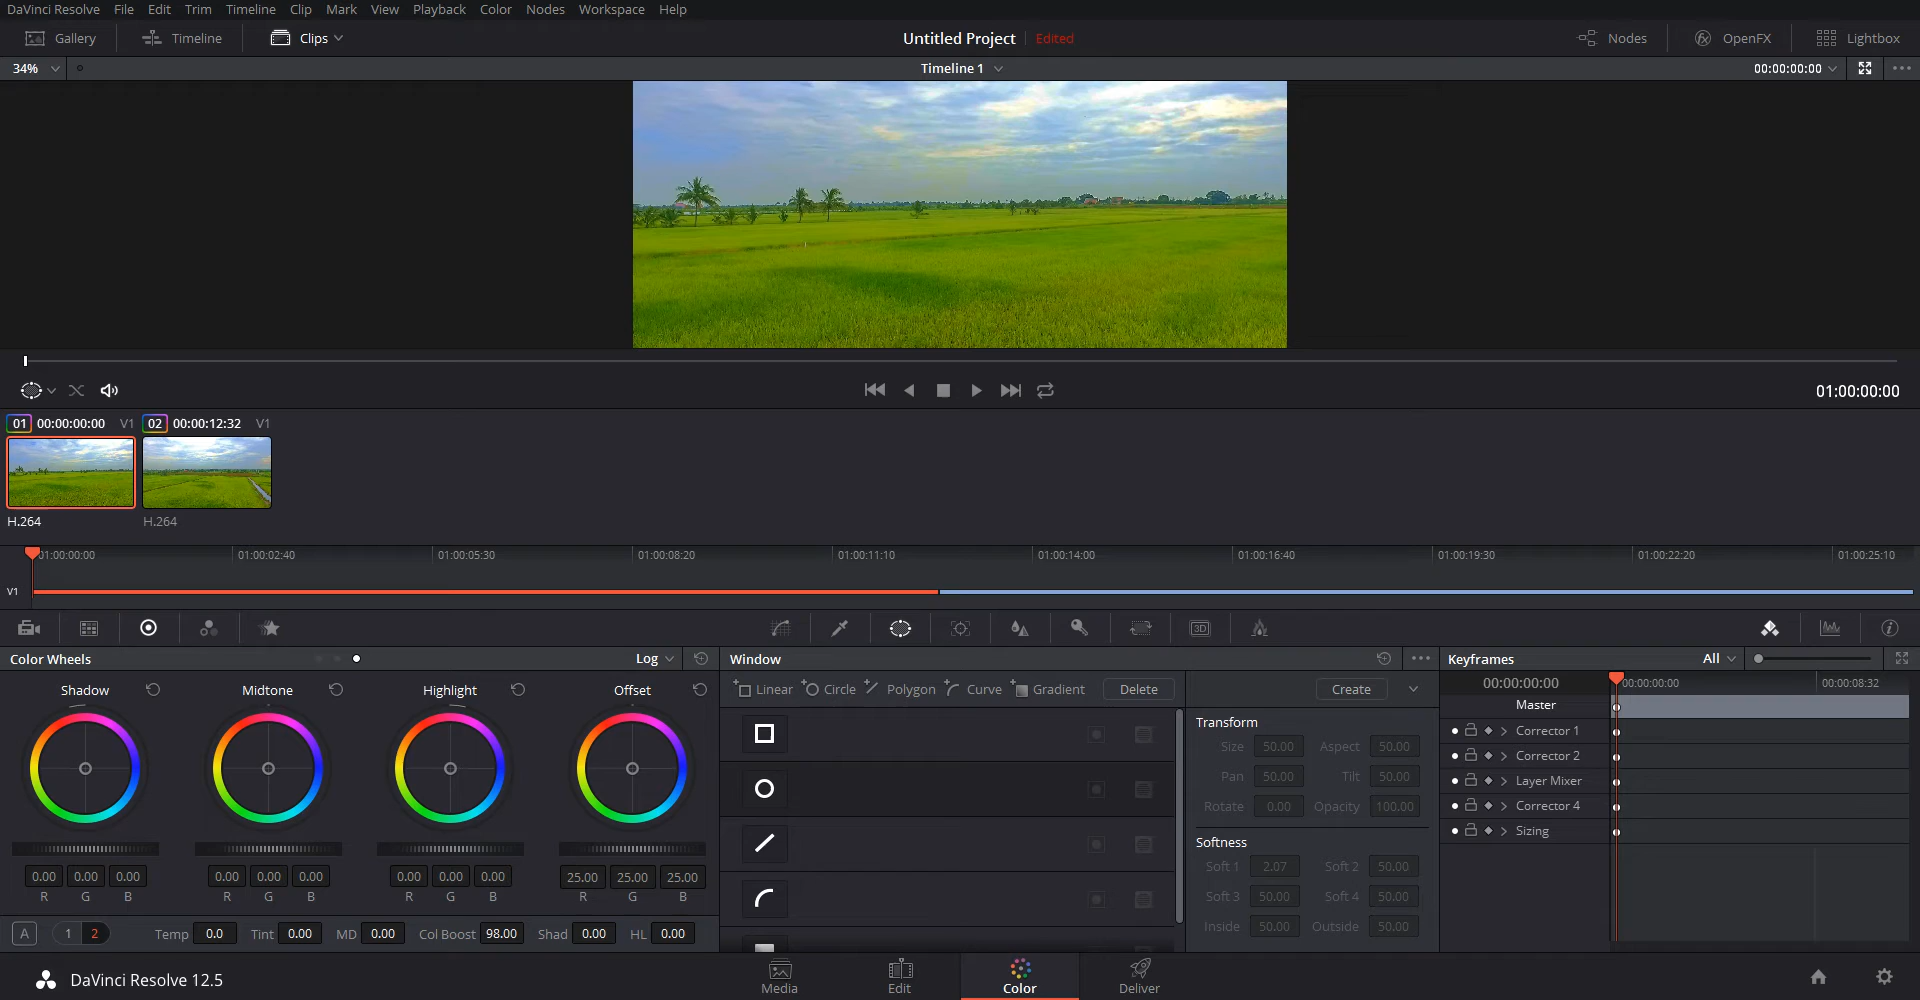 DaVinci Resolve File Edit Trim Timeline Clip Mark View Playback Color Nodes Workspace Help
Gallery Timeline Clips Untitled Project Edited Nodes OpenFX Lightbox
34% Timeline 1 00:00:00:00
01:00:00:00
01 00:00:00:00 V1 02 00:00:12:32 V1
H.264 H.264
01:00:00:00 01:00:02:40 01:00:05:30 01:00:08:20 01:00:11:10 01:00:14:00 01:00:16:40 01:00:19:30 01:00:22:20 01:00:25:10
V1
3D
Color Wheels Log Window Keyframes All
Shadow Midtone Highlight Offset Linear Circle Polygon Curve Gradient Delete Create 00:00:00:00 00:00:00:00 00:00:08:32
Master
Transform Corrector 1
Size 50.00 Aspect 50.00 Corrector 2
Pan 50.00 Tilt 50.00 Layer Mixer
Rotate 0.00 Opacity 100.00 Corrector 4
Sizing
Softness
Soft 1 2.07 Soft 2 50.00
0.00 0.00 0.00 0.00 0.00 0.00 0.00 0.00 0.00 25.00 25.00 25.00
R G B R G B R G B R G B Soft 3 50.00 Soft 4 50.00
Inside 50.00 Outside 50.00
A 1 2 Temp 0.0 Tint 0.00 MD 0.00 Col Boost 98.00 Shad 0.00 HL 0.00
DaVinci Resolve 12.5 Media Edit Color Deliver